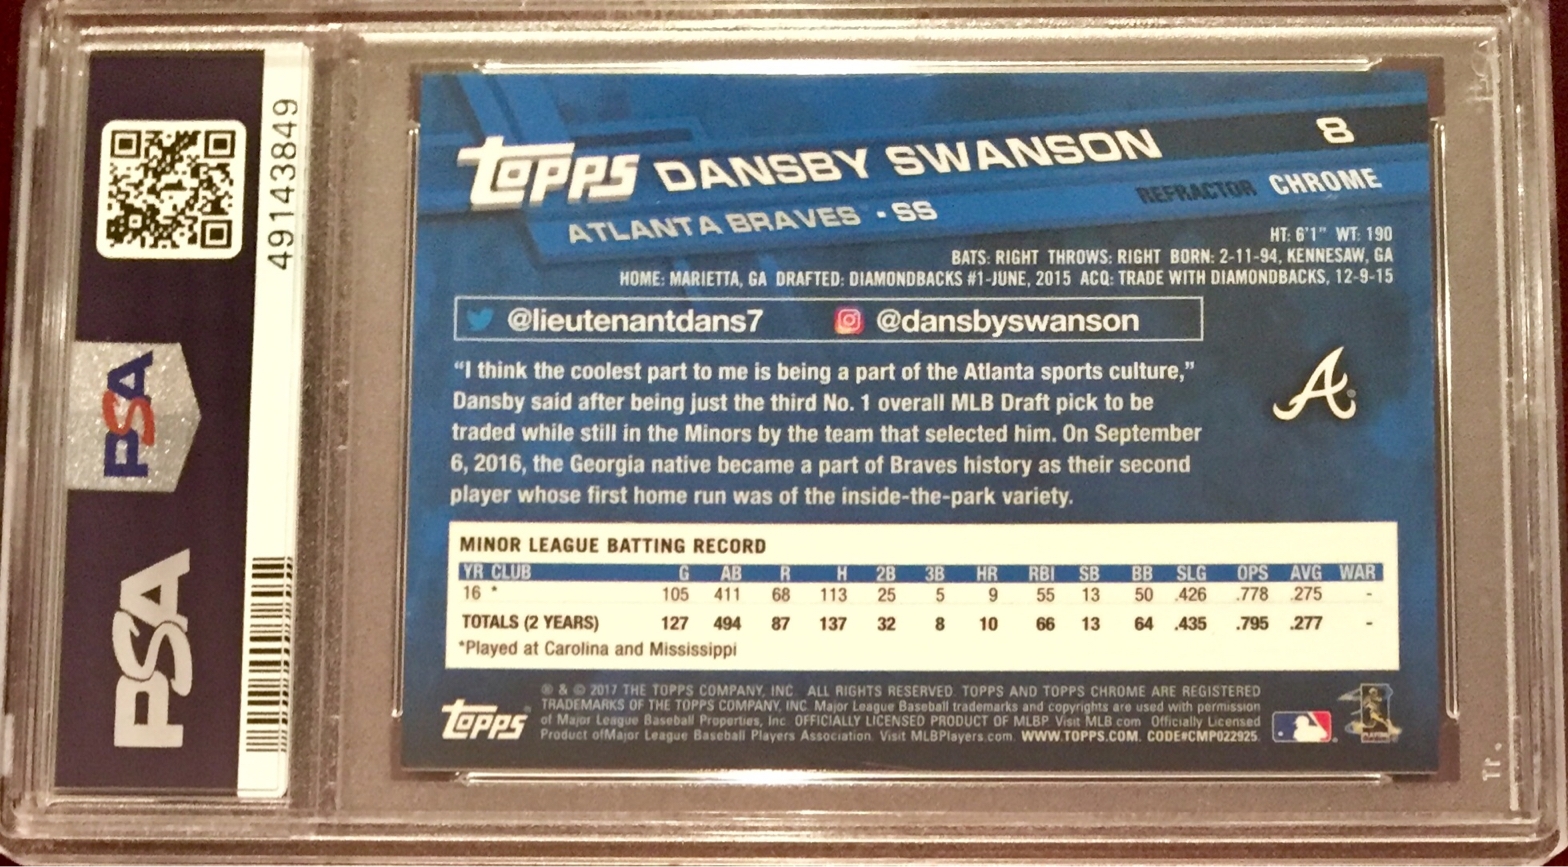 49143849
PSA
PSA
topps DANSBY SWANSON 8
ATLANTA BRAVES • SS REFRACTOR CHROME
HT: 6'1" WT: 190
BATS: RIGHT THROWS: RIGHT BORN: 2-11-94, KENNESAW, GA
HOME: MARIETTA, GA DRAFTED: DIAMONDBACKS #1-JUNE, 2015 ACQ: TRADE WITH DIAMONDBACKS, 12-9-15
@lieutenantdans7 @dansbyswanson
“I think the coolest part to me is being a part of the Atlanta sports culture,”
Dansby said after being just the third No. 1 overall MLB Draft pick to be
traded while still in the Minors by the team that selected him. On September
6, 2016, the Georgia native became a part of Braves history as their second
player whose first home run was of the inside-the-park variety.
A
MINOR LEAGUE BATTING RECORD
YR CLUB G AB R H 2B 3B HR RBI SB BB SLG OPS AVG WAR
16 * 105 411 68 113 25 5 9 55 13 50 .426 .778 .275 -
TOTALS (2 YEARS) 127 494 87 137 32 8 10 66 13 64 .435 .795 .277 -
*Played at Carolina and Mississippi
topps
® & © 2017 THE TOPPS COMPANY, INC. ALL RIGHTS RESERVED. TOPPS AND TOPPS CHROME ARE REGISTERED
TRADEMARKS OF THE TOPPS COMPANY, INC. Major League Baseball trademarks and copyrights are used with permission
of Major League Baseball Properties, Inc. OFFICIALLY LICENSED PRODUCT OF MLBP Visit MLB.com Officially Licensed
Product of Major League Baseball Players Association. Visit MLBPlayers.com. WWW.TOPPS.COM. CODE#CMP022925